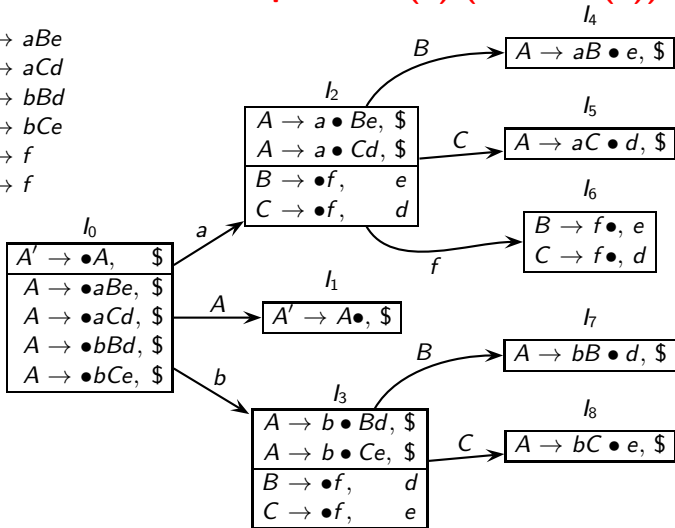 → aBe
→ aCd
→ bBd
→ bCe
→ f
→ f
I₀
A′ → •A, $
A → •aBe, $
A → •aCd, $
A → •bBd, $
A → •bCe, $
a
A
b
I₂
A → a • Be, $
A → a • Cd, $
B → •f, e
C → •f, d
I₁
A′ → A•, $
I₃
A → b • Bd, $
A → b • Ce, $
B → •f, d
C → •f, e
B
C
f
B
C
I₄
A → aB • e, $
I₅
A → aC • d, $
I₆
B → f•, e
C → f•, d
I₇
A → bB • d, $
I₈
A → bC • e, $